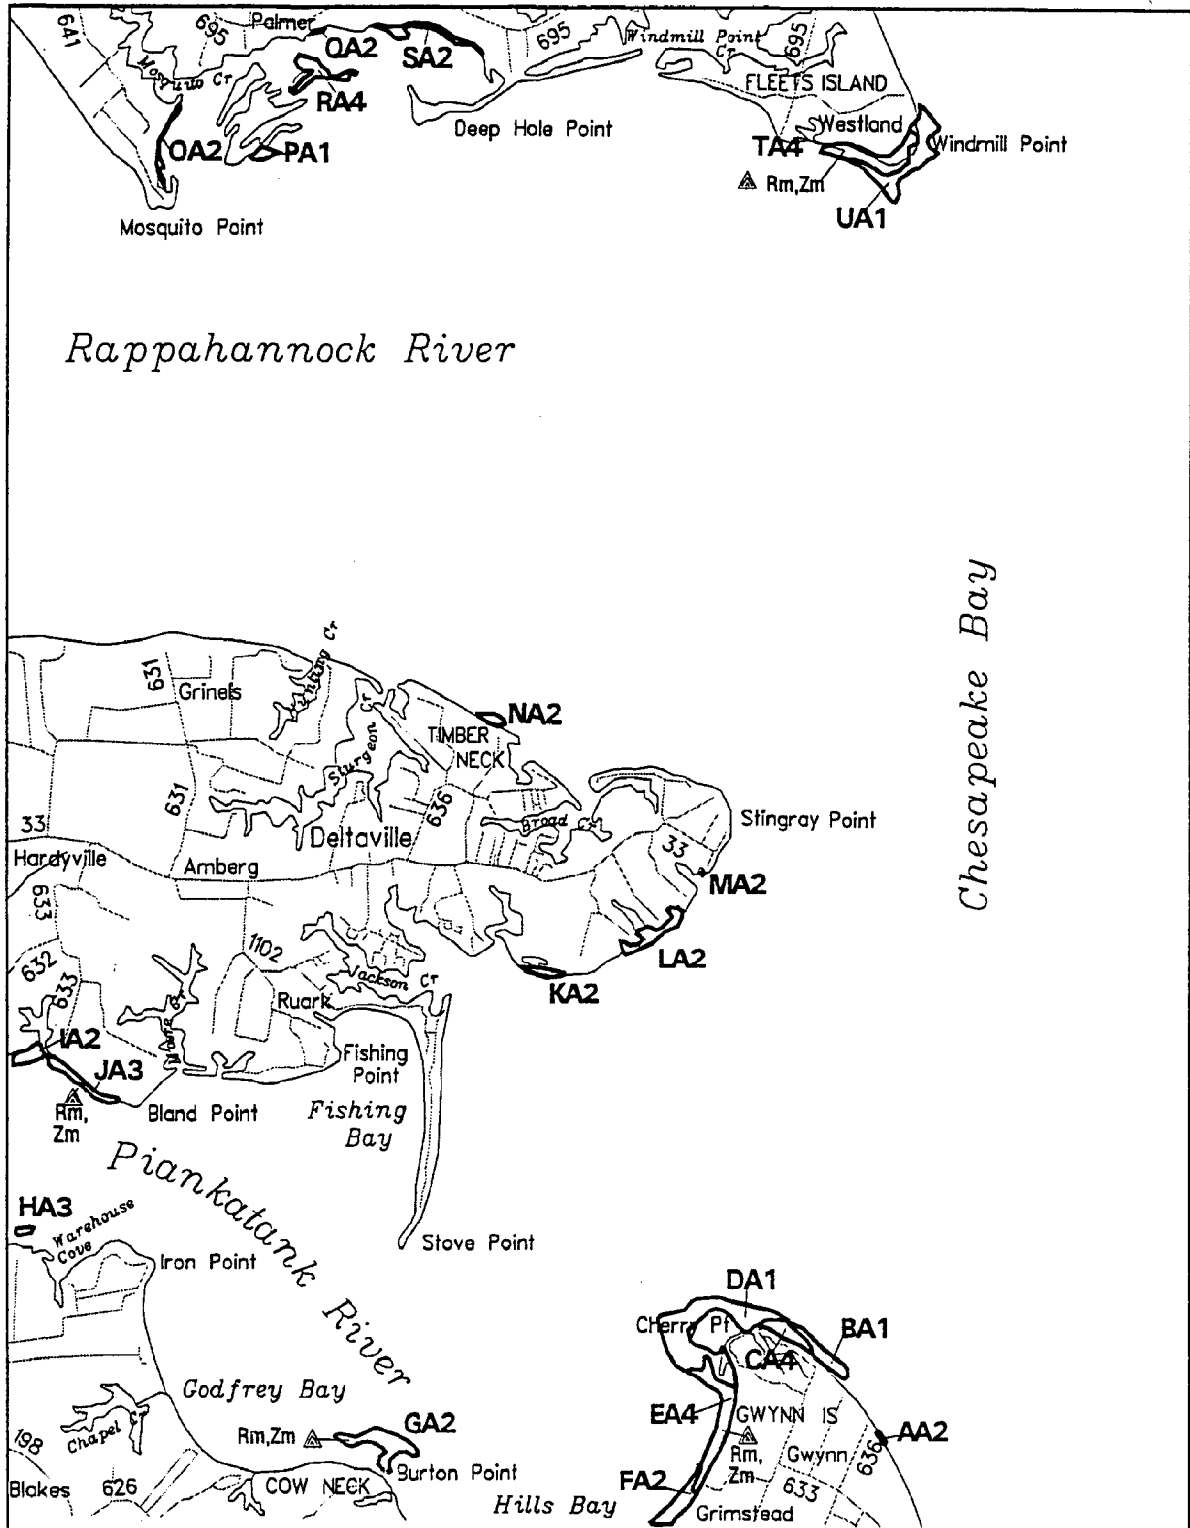 641
695
Palmer
QA2
SA2
695
Windmill Point
Cr
695
Mosquito Cr
RA4
FLEETS ISLAND
Deep Hole Point
Westland
OA2
PA1
TA4
Windmill Point
Rm,Zm
UA1
Mosquito Point
Rappahannock River
Chesapeake Bay
631
Grinels
Cr
NA2
TIMBER
NECK
Sturgeon Cr
631
636
33
Deltaville
Broad Cr
Stingray Point
33
Hardyville
Amberg
MA2
633
1102
632
633
LA2
Jackson Cr
KA2
Ruark
IA2
JA3
Fishing
Point
Rm,
Zm
Bland Point
Fishing
Bay
Piankatank River
HA3
Warehouse
Cove
Iron Point
Stove Point
DA1
Cherry Pt
BA1
CA4
Godfrey Bay
EA4
GWYNN IS
GA2
AA2
Rm,Zm
Chapel
198
Rm,
Zm
Gwynn
636
Burton Point
FA2
633
Blakes
626
COW NECK
Hills Bay
Grimstead